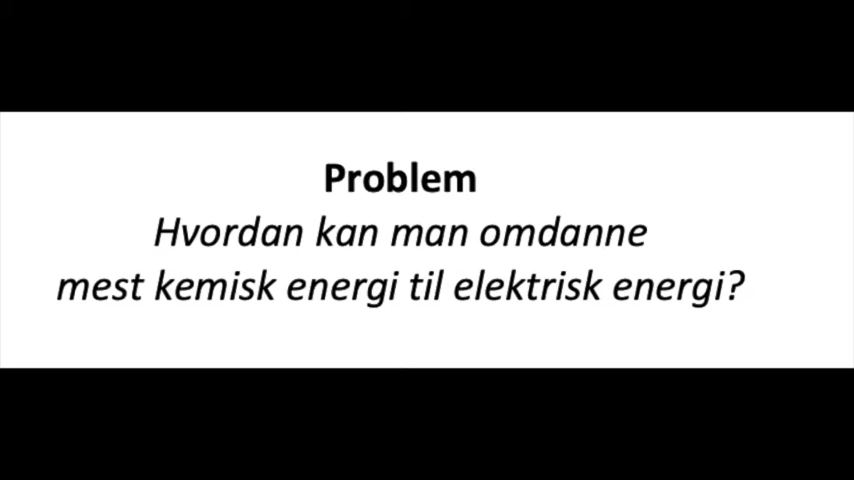 Problem
Hvordan kan man omdanne
mest kemisk energi til elektrisk energi?